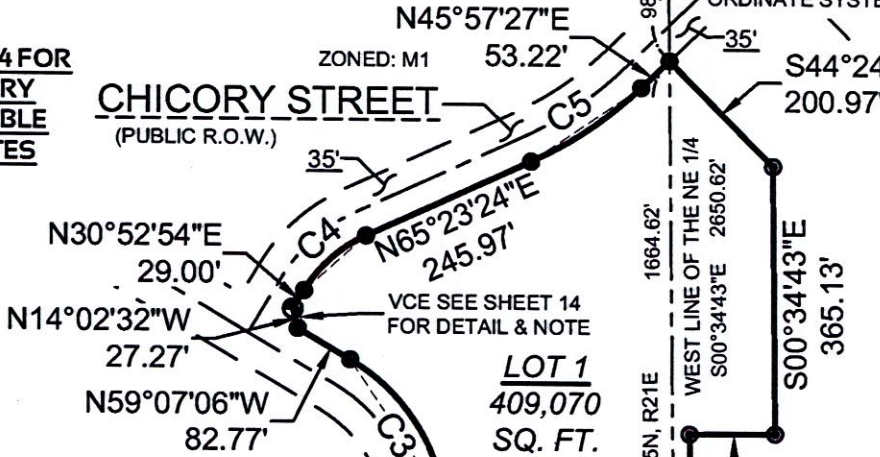 ORDINATE SYSTE
N45°57'27"E
53.22'
35'
4 FOR
RY
BLE
TES
ZONED: M1
S44°24
200.97'
CHICORY STREET
(PUBLIC R.O.W.)
C5
35'
C4
N65°23'24"E
245.97'
N30°52'54"E
29.00'
N14°02'32"W
27.27'
VCE SEE SHEET 14
FOR DETAIL & NOTE
N59°07'06"W
82.77'
C3
LOT 1
409,070
SQ. FT.
1664.62'
WEST LINE OF THE NE 1/4
S00°34'43"E 2650.62'
S00°34'43"E
365.13'
5N, R21E
98